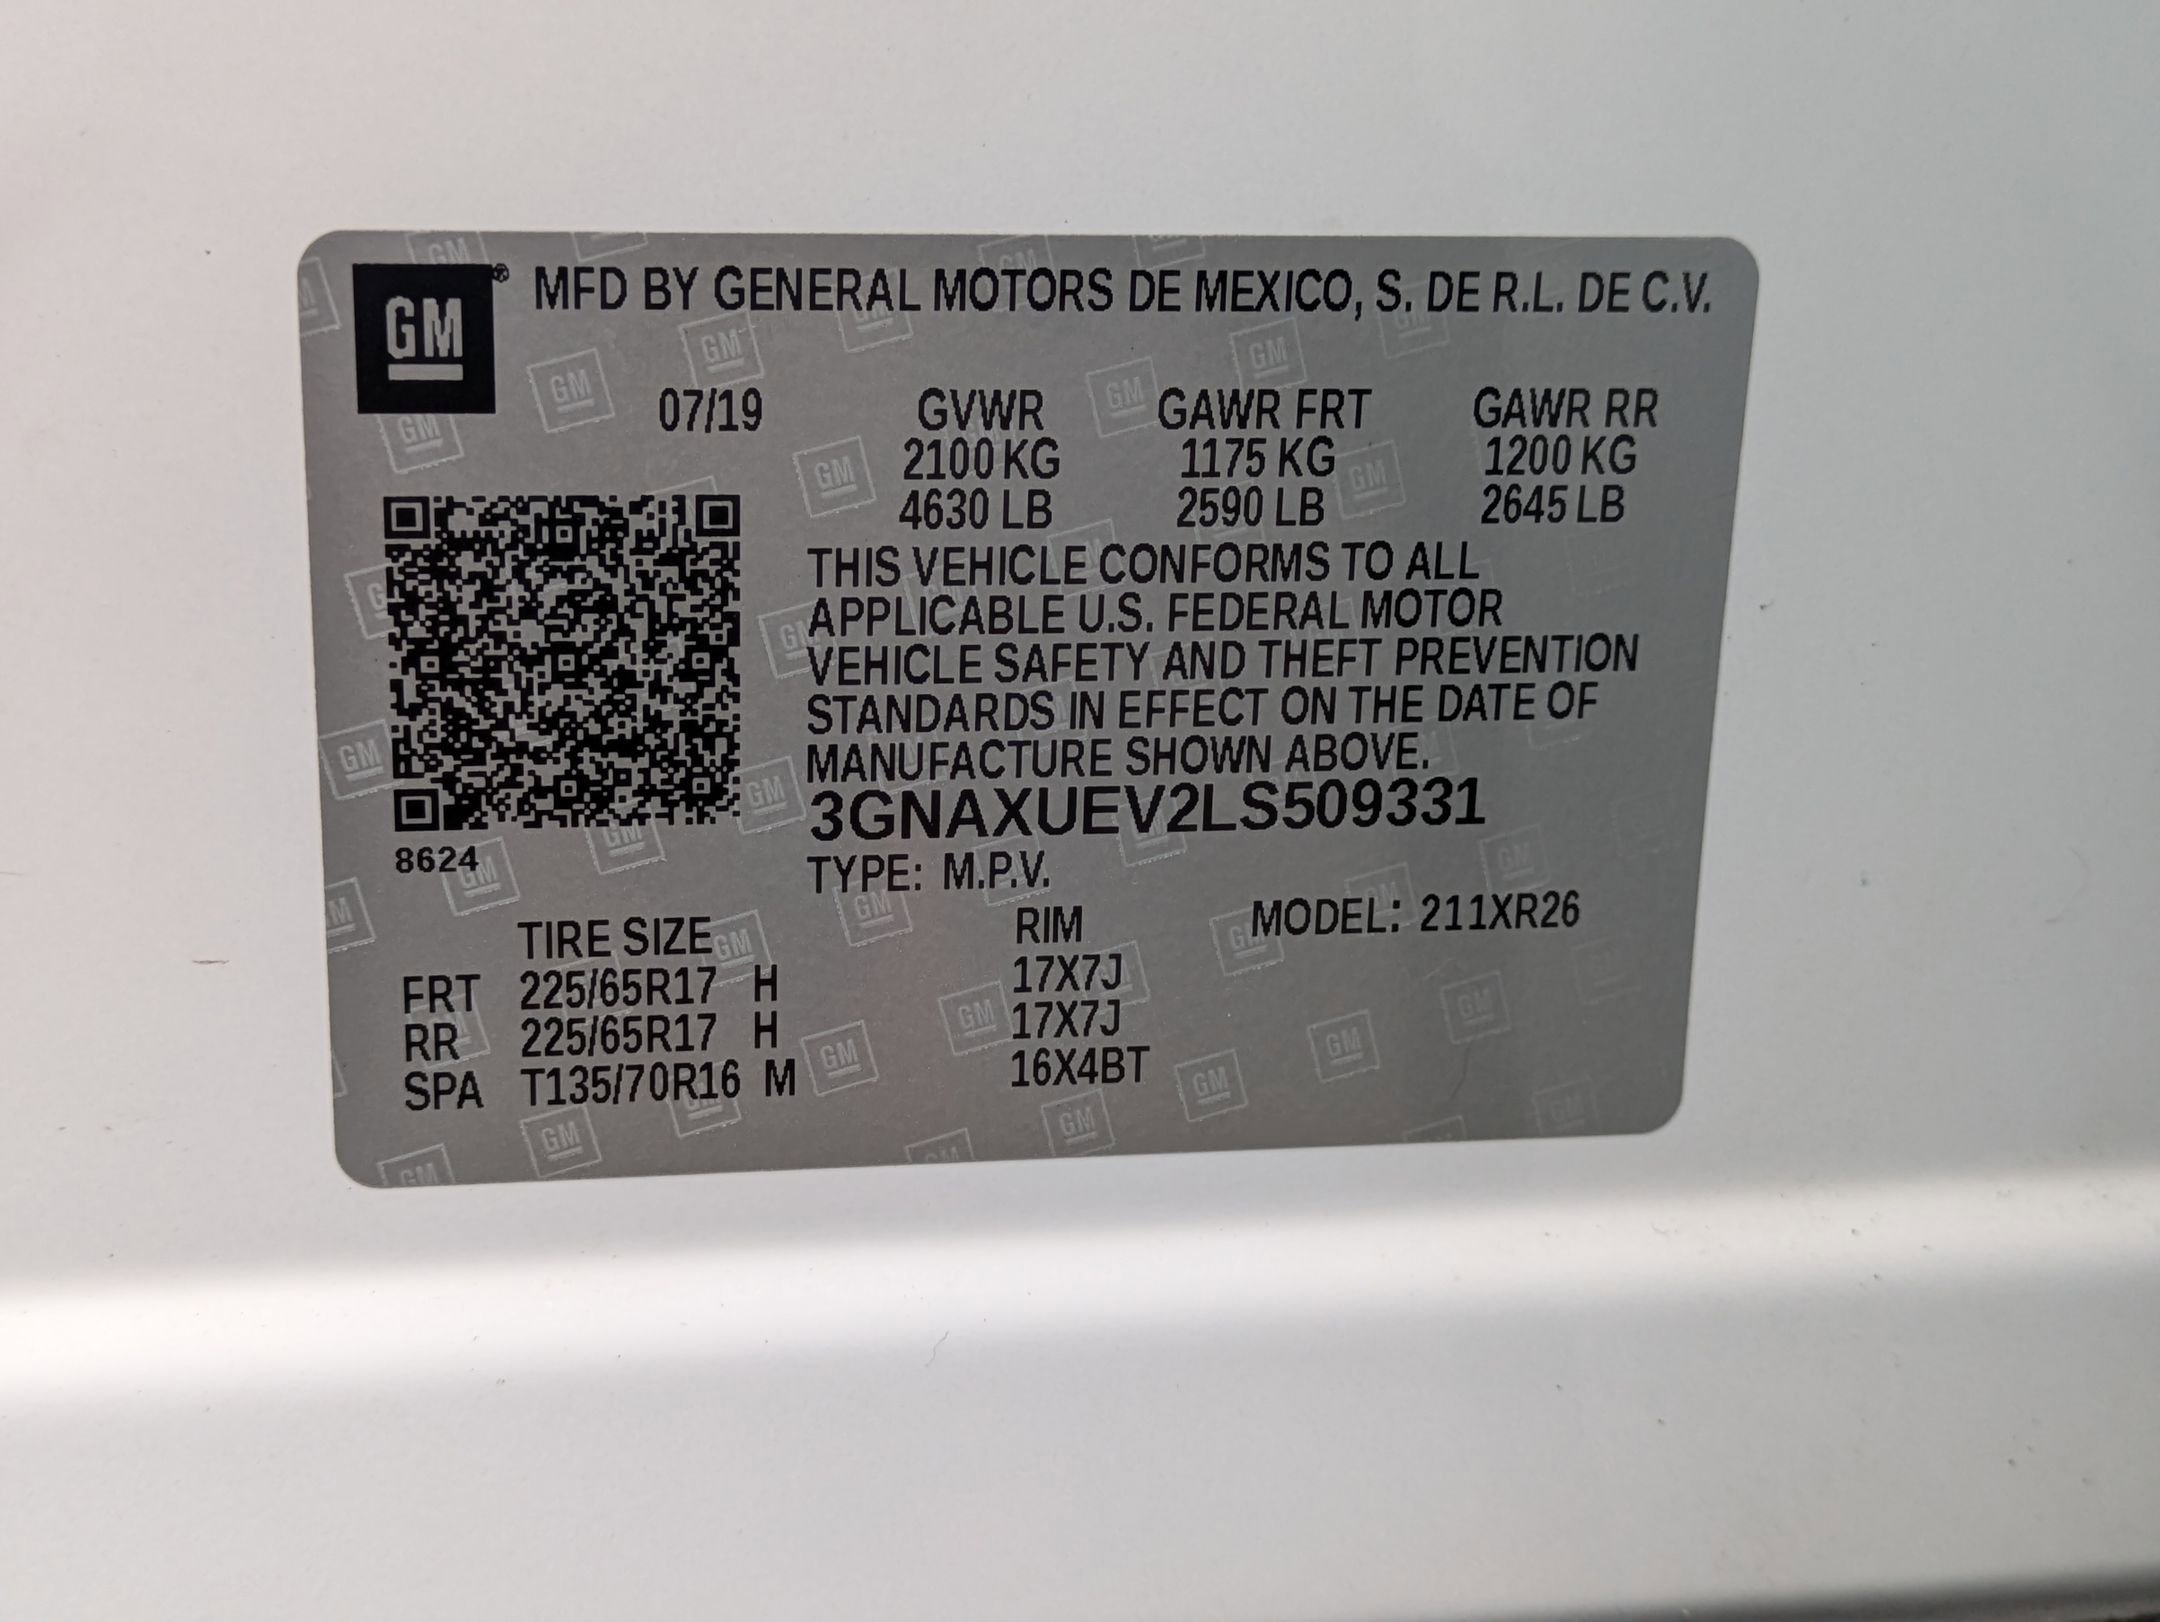 GM® MFD BY GENERAL MOTORS DE MEXICO, S. DE R.L. DE C.V.
07/19 GVWR GAWR FRT GAWR RR
2100 KG 1175 KG 1200 KG
4630 LB 2590 LB 2645 LB
THIS VEHICLE CONFORMS TO ALL
APPLICABLE U.S. FEDERAL MOTOR
VEHICLE SAFETY AND THEFT PREVENTION
STANDARDS IN EFFECT ON THE DATE OF
MANUFACTURE SHOWN ABOVE.
3GNAXUEV2LS509331
8624
TYPE: M.P.V.
MODEL: 211XR26
TIRE SIZE RIM
FRT 225/65R17 H 17X7J
RR 225/65R17 H 17X7J
SPA T135/70R16 M 16X4BT